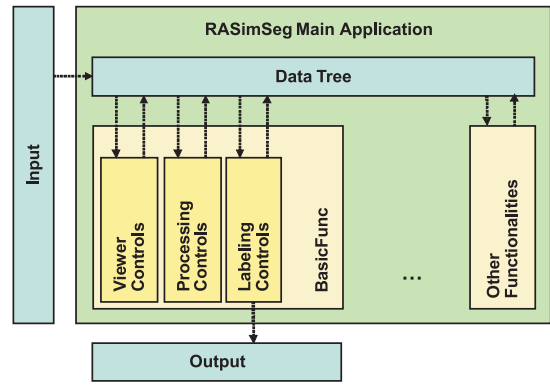 RASimSeg Main Application
Data Tree
Input
Viewer
Controls
Processing
Controls
Labeling
Controls
BasicFunc
...
Other
Functionalities
Output